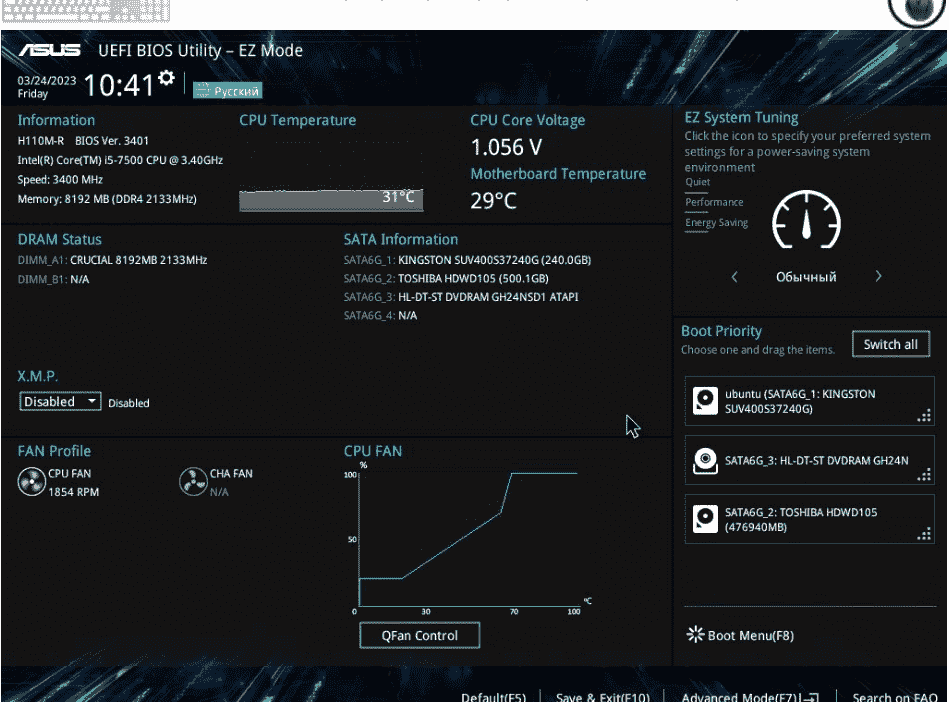 ASUS UEFI BIOS Utility – EZ Mode
03/24/2023
Friday
10:41
Русский
Information
H110M-R BIOS Ver. 3401
Intel(R) Core(TM) i5-7500 CPU @ 3.40GHz
Speed: 3400 MHz
Memory: 8192 MB (DDR4 2133MHz)
CPU Temperature
31°C
CPU Core Voltage
1.056 V
Motherboard Temperature
29°C
EZ System Tuning
Click the icon to specify your preferred system
settings for a power-saving system
environment
Quiet
Performance
Energy Saving
Обычный
DRAM Status
DIMM_A1: CRUCIAL 8192MB 2133MHz
DIMM_B1: N/A
SATA Information
SATA6G_1: KINGSTON SUV400S37240G (240.0GB)
SATA6G_2: TOSHIBA HDWD105 (500.1GB)
SATA6G_3: HL-DT-ST DVDRAM GH24NSD1 ATAPI
SATA6G_4: N/A
X.M.P.
Disabled
Disabled
Boot Priority
Choose one and drag the items.
Switch all
ubuntu (SATA6G_1: KINGSTON
SUV400S37240G)
SATA6G_3: HL-DT-ST DVDRAM GH24N
SATA6G_2: TOSHIBA HDWD105
(476940MB)
Boot Menu(F8)
FAN Profile
CPU FAN
1854 RPM
CHA FAN
N/A
CPU FAN
%
100
50
0 30 70 100
°C
QFan Control
Default(F5) Save & Exit(F10) Advanced Mode(F7) Search on FAQ